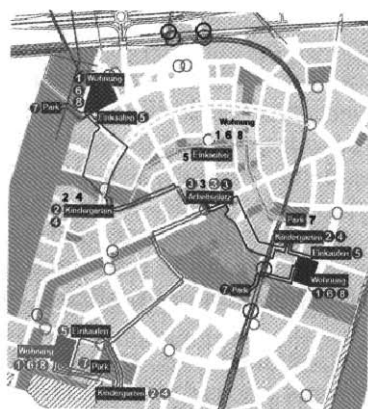 1 Wohnung
6
8
7 Park
Einkaufen 5
Wohnung
1 6 8
5 Einkaufen
2 4
2 Kindergarten
4
3 3 3 3
Arbeitsplatz
Park 7
Kindergarten 2 4
Einkaufen 5
Wohnung
1 6 8
7 Park
5 Einkaufen
Wohnung
1 6 8
7 Park
Kindergarten 2 4